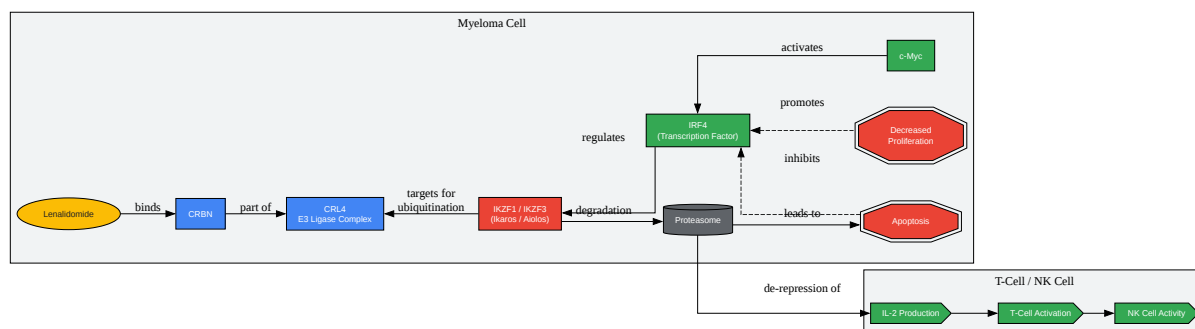 Myeloma Cell
activates
c-Myc
promotes
IRF4
(Transcription Factor)
Decreased
Proliferation
regulates
inhibits
targets for
ubiquitination
Lenalidomide
binds
CRBN
part of
CRL4
E3 Ligase Complex
IKZF1 / IKZF3
(Ikaros / Aiolos)
degradation
Proteasome
leads to
Apoptosis
T-Cell / NK Cell
de-repression of
IL-2 Production
T-Cell Activation
NK Cell Activity